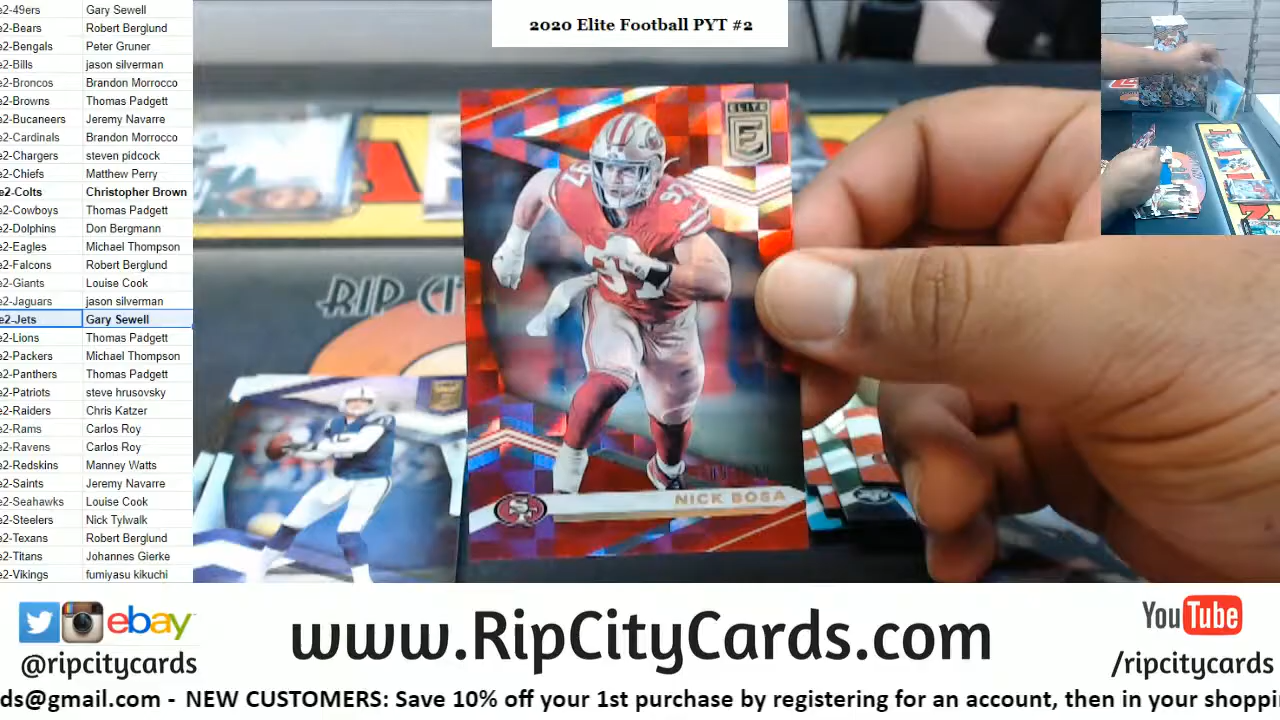 2020 Elite Football PYT #2
e2-49ers Gary Sewell
e2-Bears Robert Berglund
e2-Bengals Peter Gruner
e2-Bills jason silverman
e2-Broncos Brandon Morrocco
e2-Browns Thomas Padgett
e2-Bucaneers Jeremy Navarre
e2-Cardinals Brandon Morrocco
e2-Chargers steven pidcock
e2-Chiefs Matthew Perry
e2-Colts Christopher Brown
e2-Cowboys Thomas Padgett
e2-Dolphins Don Bergmann
e2-Eagles Michael Thompson
e2-Falcons Robert Berglund
e2-Giants Louise Cook
e2-Jaguars jason silverman
e2-Jets Gary Sewell
e2-Lions Thomas Padgett
e2-Packers Michael Thompson
e2-Panthers Thomas Padgett
e2-Patriots steve hrusovsky
e2-Raiders Chris Katzer
e2-Rams Carlos Roy
e2-Ravens Carlos Roy
e2-Redskins Manney Watts
e2-Saints Jeremy Navarre
e2-Seahawks Louise Cook
e2-Steelers Nick Tylwalk
e2-Texans Robert Berglund
e2-Titans Johannes Gierke
e2-Vikings fumiyasu kikuchi
ELITE
E
97
97
97
NICK BOSA
SF
RIP CI
ebay
@ripcitycards
www.RipCityCards.com
YouTube
/ripcitycards
ds@gmail.com - NEW CUSTOMERS: Save 10% off your 1st purchase by registering for an account, then in your shoppi